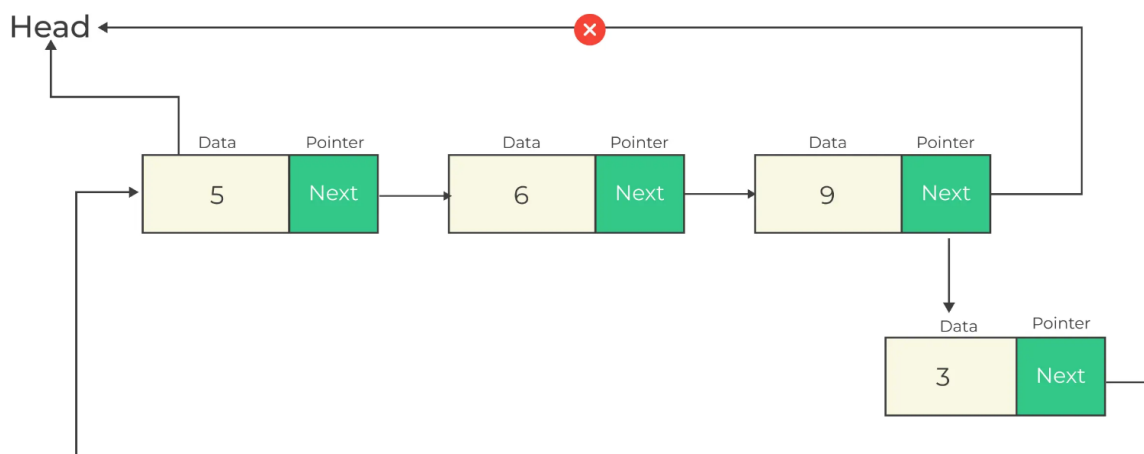 Head
Data Pointer Data Pointer Data Pointer
5 Next 6 Next 9 Next
Data Pointer
3 Next